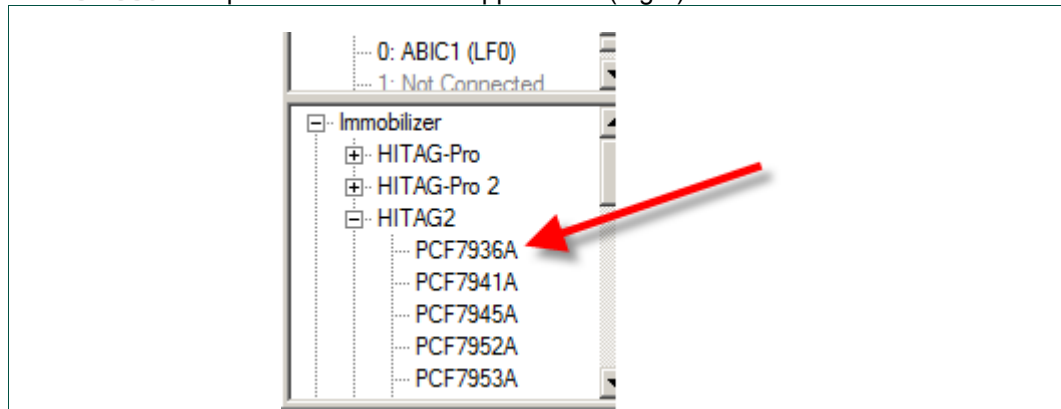 0: ABIC1 (LF0)
1: Not Connected
Immobilizer
HITAG-Pro
HITAG-Pro 2
HITAG2
PCF7936A
PCF7941A
PCF7945A
PCF7952A
PCF7953A